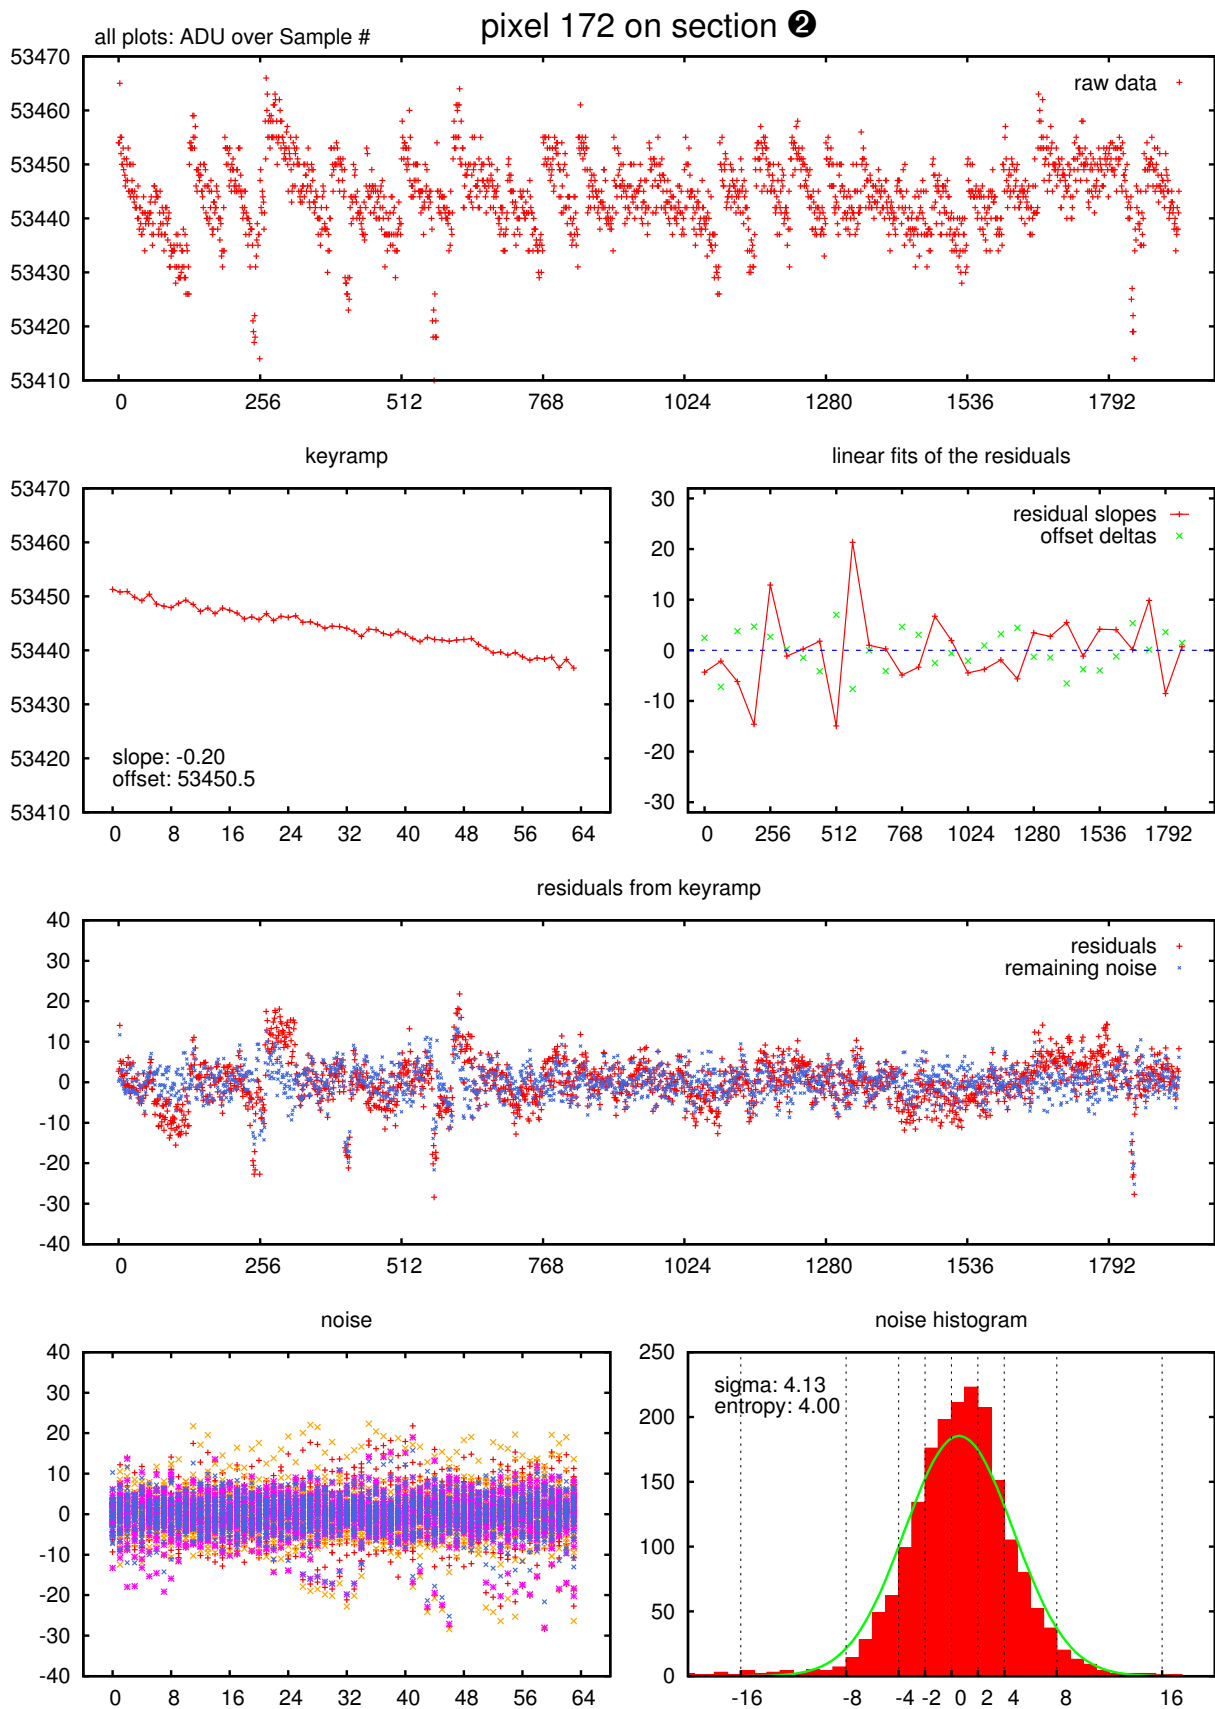 pixel 172 on section ❷
all plots: ADU over Sample #
53470
53460
53450
53440
53430
53420
53410
raw data
0 256 512 768 1024 1280 1536 1792
keyramp
53470
53460
53450
53440
53430
53420
53410
slope: -0.20
offset: 53450.5
0 8 16 24 32 40 48 56 64
linear fits of the residuals
30
20
10
0
-10
-20
-30
residual slopes
offset deltas
0 256 512 768 1024 1280 1536 1792
residuals from keyramp
40
30
20
10
0
-10
-20
-30
-40
residuals
remaining noise
0 256 512 768 1024 1280 1536 1792
noise
40
30
20
10
0
-10
-20
-30
-40
0 8 16 24 32 40 48 56 64
noise histogram
250
200
150
100
50
0
sigma: 4.13
entropy: 4.00
-16 -8 -4 -2 0 2 4 8 16